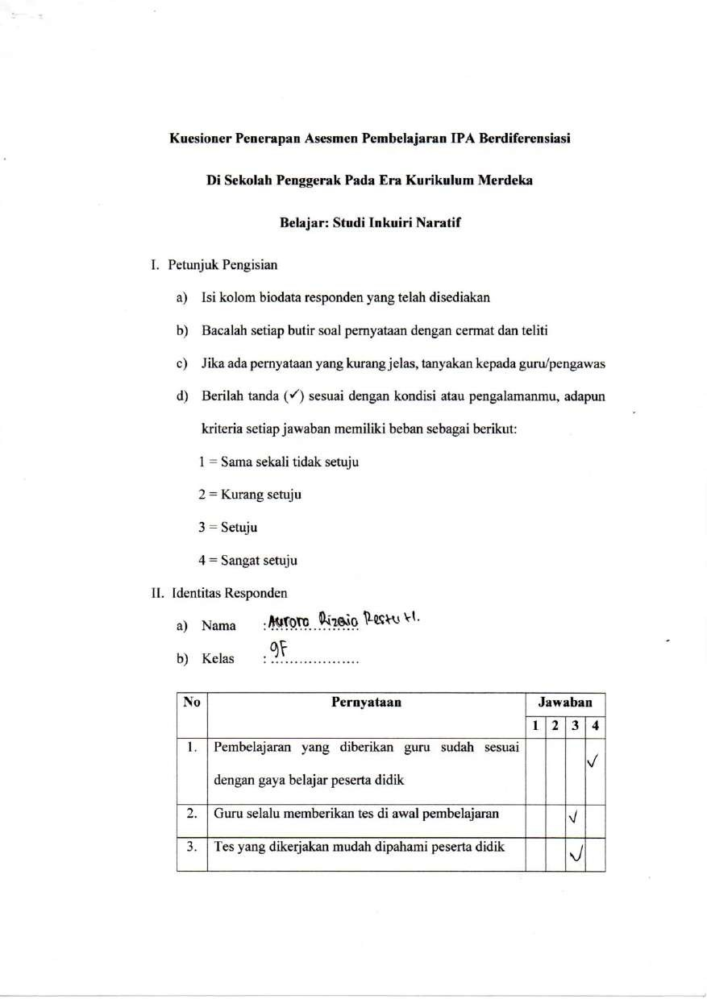 Kuesioner Penerapan Asesmen Pembelajaran IPA Berdiferensiasi
Di Sekolah Penggerak Pada Era Kurikulum Merdeka
Belajar: Studi Inkuiri Naratif
I. Petunjuk Pengisian
a) Isi kolom biodata responden yang telah disediakan
b) Bacalah setiap butir soal pernyataan dengan cermat dan teliti
c) Jika ada pernyataan yang kurang jelas, tanyakan kepada guru/pengawas
d) Berilah tanda (✓) sesuai dengan kondisi atau pengalamanmu, adapun
kriteria setiap jawaban memiliki beban sebagai berikut:
1 = Sama sekali tidak setuju
2 = Kurang setuju
3 = Setuju
4 = Sangat setuju
II. Identitas Responden
a) Nama : Aurora Restu H.
b) Kelas : 9F
No Pernyataan Jawaban
1 2 3 4
1. Pembelajaran yang diberikan guru sudah sesuai ✓
dengan gaya belajar peserta didik
2. Guru selalu memberikan tes di awal pembelajaran ✓
3. Tes yang dikerjakan mudah dipahami peserta didik ✓